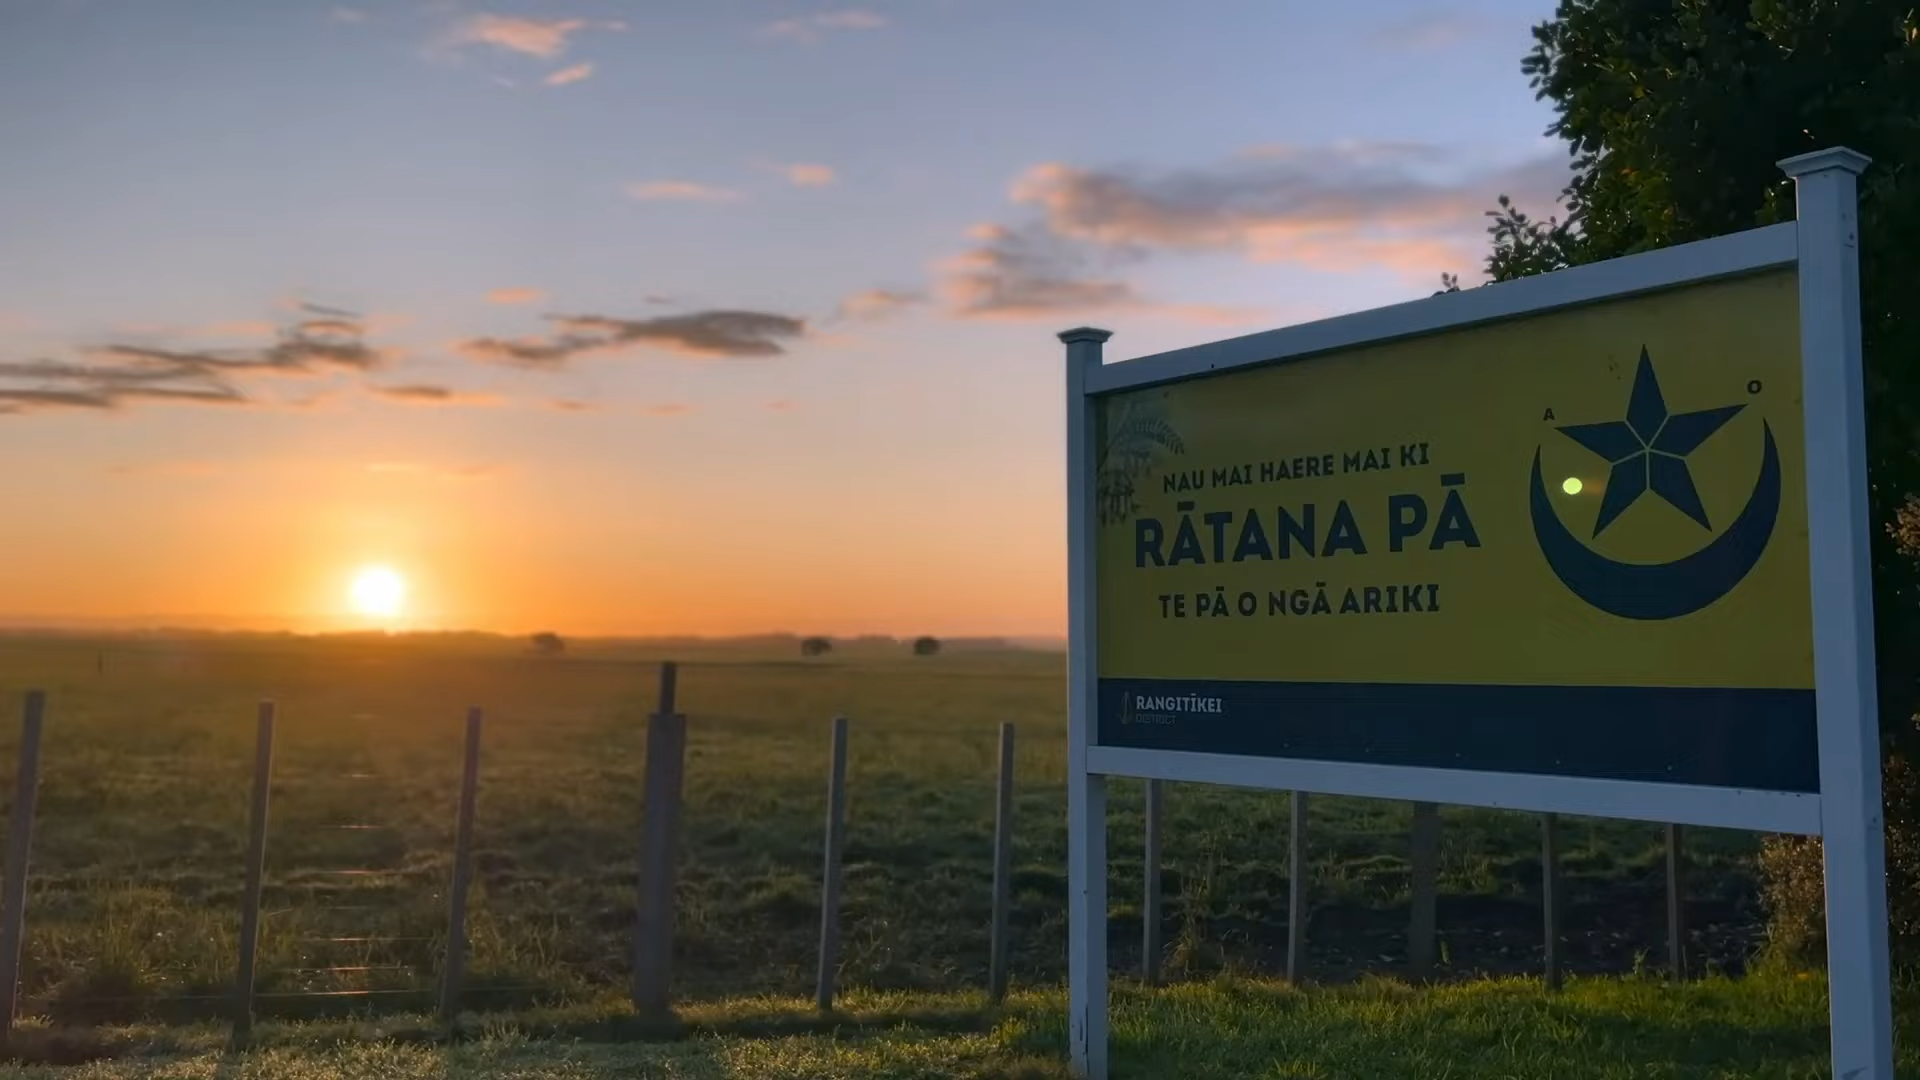 NAU MAI HAERE MAI KI
RĀTANA PĀ
TE PĀ O NGĀ ARIKI
A
O
RANGITĪKEI
DISTRICT